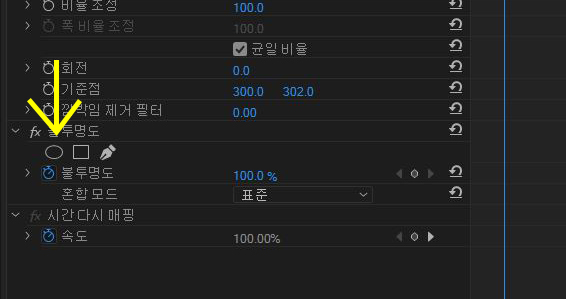 비율 조정 100.0
폭 비율 조정 100.0
균일 비율
회전 0.0
기준점 300.0 302.0
깜박임 제거 필터 0.00
fx 불투명도
불투명도 100.0 %
혼합 모드 표준
fx 시간 다시 매핑
속도 100.00%